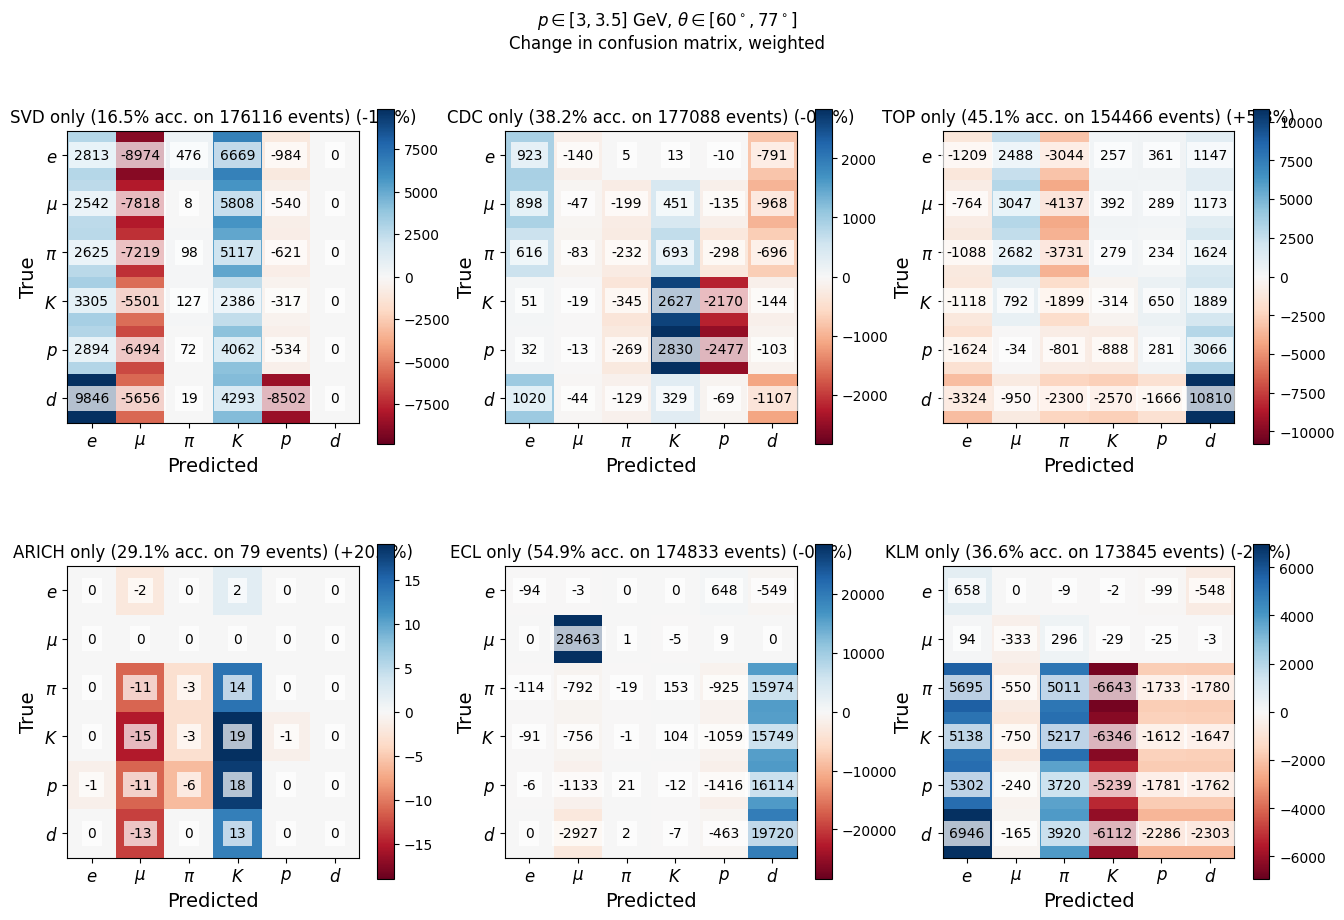 p ∈ [3, 3.5] GeV, θ ∈ [60°, 77°]
Change in confusion matrix, weighted
SVD only (16.5% acc. on 176116 events)
e 2813 -8974 476 6669 -984 0
μ 2542 -7818 8 5808 -540 0
π 2625 -7219 98 5117 -621 0
K 3305 -5501 127 2386 -317 0
p 2894 -6494 72 4062 -534 0
d 9846 -5656 19 4293 -8502 0
e μ π K p d
Predicted
True
7500
5000
2500
0
−2500
−5000
−7500
CDC only (38.2% acc. on 177088 events)
e 923 -140 5 13 -10 -791
μ 898 -47 -199 451 -135 -968
π 616 -83 -232 693 -298 -696
K 51 -19 -345 2627 -2170 -144
p 32 -13 -269 2830 -2477 -103
d 1020 -44 -129 329 -69 -1107
e μ π K p d
Predicted
True
2000
1000
0
−1000
−2000
TOP only (45.1% acc. on 154466 events)
e -1209 2488 -3044 257 361 1147
μ -764 3047 -4137 392 289 1173
π -1088 2682 -3731 279 234 1624
K -1118 792 -1899 -314 650 1889
p -1624 -34 -801 -888 281 3066
d -3324 -950 -2300 -2570 -1666 10810
e μ π K p d
Predicted
True
10000
7500
5000
2500
0
−2500
−5000
−7500
−10000
ARICH only (29.1% acc. on 79 events)
e 0 -2 0 2 0 0
μ 0 0 0 0 0 0
π 0 -11 -3 14 0 0
K 0 -15 -3 19 -1 0
p -1 -11 -6 18 0 0
d 0 -13 0 13 0 0
e μ π K p d
Predicted
True
15
10
5
0
−5
−10
−15
ECL only (54.9% acc. on 174833 events)
e -94 -3 0 0 648 -549
μ 0 28463 1 -5 9 0
π -114 -792 -19 153 -925 15974
K -91 -756 -1 104 -1059 15749
p -6 -1133 21 -12 -1416 16114
d 0 -2927 2 -7 -463 19720
e μ π K p d
Predicted
True
20000
10000
0
−10000
−20000
KLM only (36.6% acc. on 173845 events)
e 658 0 -9 -2 -99 -548
μ 94 -333 296 -29 -25 -3
π 5695 -550 5011 -6643 -1733 -1780
K 5138 -750 5217 -6346 -1612 -1647
p 5302 -240 3720 -5239 -1781 -1762
d 6946 -165 3920 -6112 -2286 -2303
e μ π K p d
Predicted
True
6000
4000
2000
0
−2000
−4000
−6000